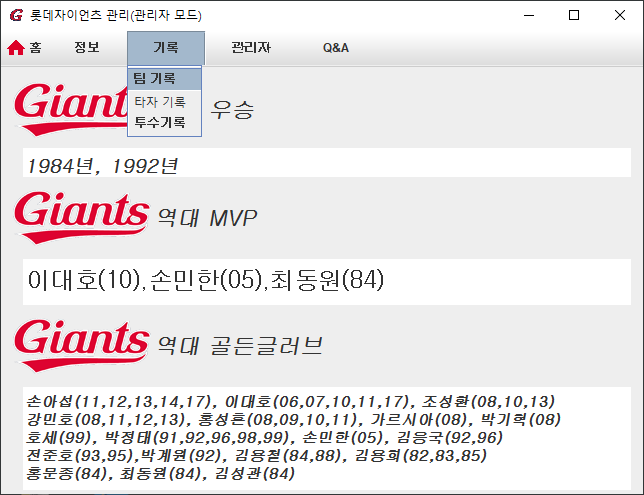 롯데자이언츠 관리(관리자 모드)
홈 정보 기록 관리자 Q&A
팀 기록
타자 기록
투수기록
Giants 우승
1984년, 1992년
Giants 역대 MVP
이대호(10),손민한(05),최동원(84)
Giants 역대 골든글러브
손아섭(11,12,13,14,17), 이대호(06,07,10,11,17), 조성환(08,10,13)
강민호(08,11,12,13), 홍성흔(08,09,10,11), 가르시아(08), 박기혁(08)
호세(99), 박정태(91,92,96,98,99), 손민한(05), 김응국(92,96)
전준호(93,95),박계원(92), 김용철(84,88), 김용희(82,83,85)
홍문종(84), 최동원(84), 김성관(84)